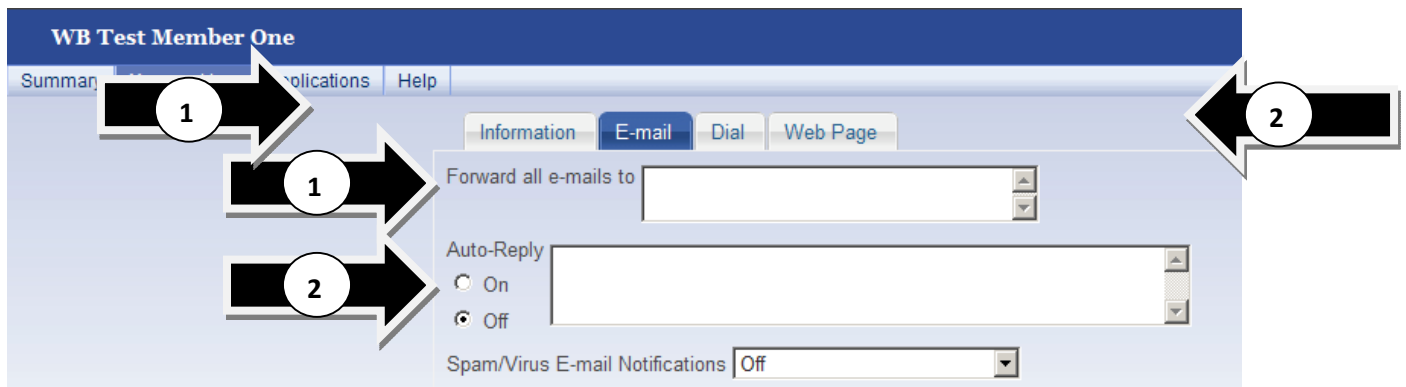 WB Test Member One
Summary Applications Help
1
2
Information E-mail Dial Web Page
1
Forward all e-mails to
Auto-Reply
2
On
Off
Spam/Virus E-mail Notifications Off